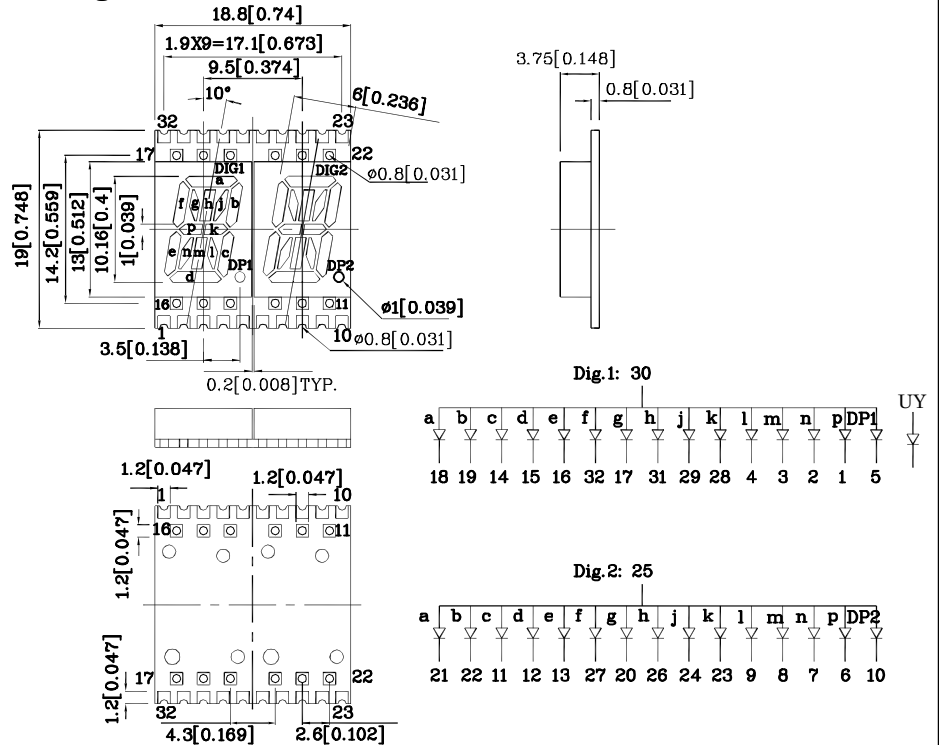 18.8[0.74]
1.9X9=17.1[0.673]
9.5[0.374]
10°
6[0.236]
32
23
17
22
DIG1
DIG2
ø0.8[0.031]
a
f g h j b
p k
e n m l c
d
DP1
DP2
19[0.748]
14.2[0.559]
13[0.512]
10.16[0.4]
1[0.039]
16
11
1
10
ø1[0.039]
ø0.8[0.031]
3.5[0.138]
0.2[0.008]TYP.
3.75[0.148]
0.8[0.031]
Dig.1: 30
a b c d e f g h j k l m n p DP1
18 19 14 15 16 32 17 31 29 28 4 3 2 1 5
UY
Dig.2: 25
a b c d e f g h j k l m n p DP2
21 22 11 12 13 27 20 26 24 23 9 8 7 6 10
1.2[0.047]
1.2[0.047]
1
10
16
11
1.2[0.047]
1.2[0.047]
17
22
32
23
4.3[0.169]
2.6[0.102]